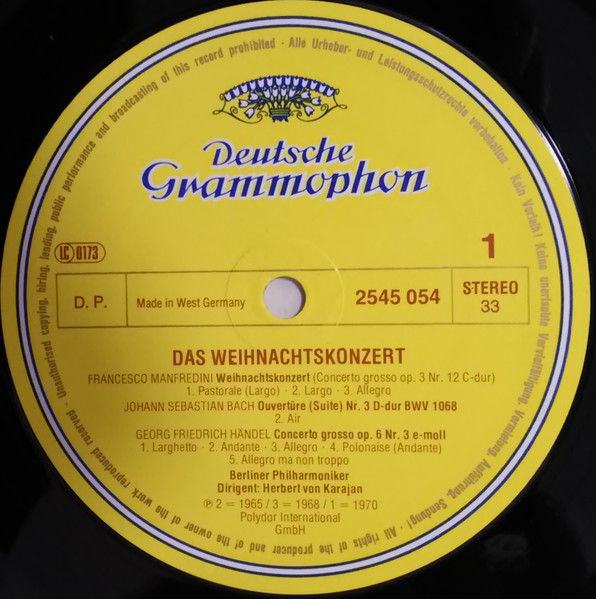 Alle Urheber- und Leistungsschutzrechte vorbehalten · Kein Verleih! Keine unerlaubte Vervielfältigung, Vermietung, Aufführung, Sendung! · All rights of the producer and of the owner of the work reproduced reserved · Unauthorised copying, hiring, lending, public performance and broadcasting of this record prohibited ·
Deutsche
Grammophon
LC 0173
1
D. P.
Made in West Germany
2545 054
STEREO
33
DAS WEIHNACHTSKONZERT
FRANCESCO MANFREDINI Weihnachtskonzert (Concerto grosso op. 3 Nr. 12 C-dur)
1. Pastorale (Largo) · 2. Largo · 3. Allegro
JOHANN SEBASTIAN BACH Ouvertüre (Suite) Nr. 3 D-dur BWV 1068
2. Air
GEORG FRIEDRICH HÄNDEL Concerto grosso op. 6 Nr. 3 e-moll
1. Larghetto · 2. Andante · 3. Allegro · 4. Polonaise (Andante)
5. Allegro ma non troppo
Berliner Philharmoniker
Dirigent: Herbert von Karajan
℗ 2 = 1965 / 3 = 1968 / 1 = 1970
Polydor International
GmbH